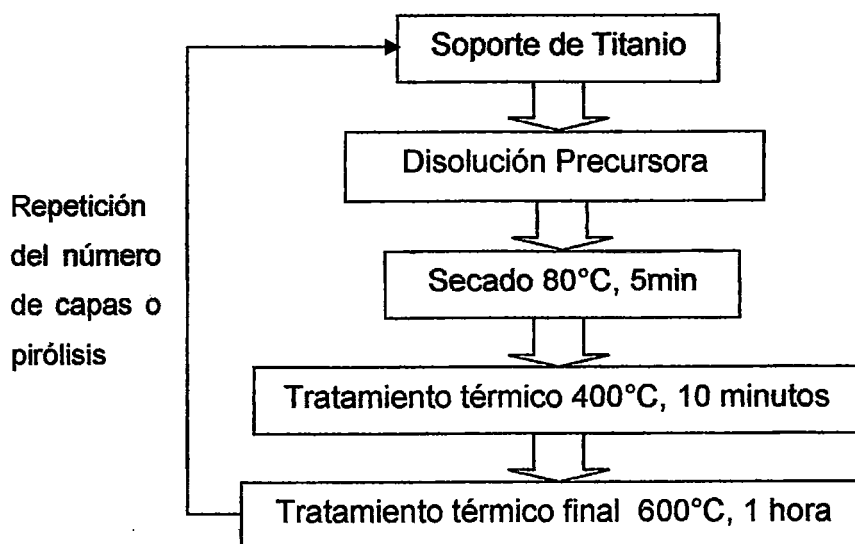 Soporte de Titanio
Disolución Precursora
Repetición
del número
de capas o
pirólisis
Secado 80°C, 5min
Tratamiento térmico 400°C, 10 minutos
Tratamiento térmico final 600°C, 1 hora